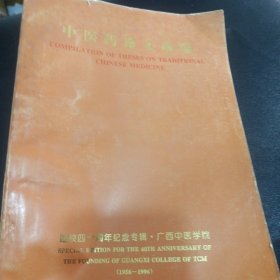 中医药论文汇编
COMPILATION OF THESES ON TRADITIONAL
CHINESE MEDICINE
建校四十周年纪念专辑·广西中医学院
SPECIAL EDITION FOR THE 40TH ANNIVERSARY OF
THE FOUNDING OF GUANGXI COLLEGE OF TCM
(1956-1996)